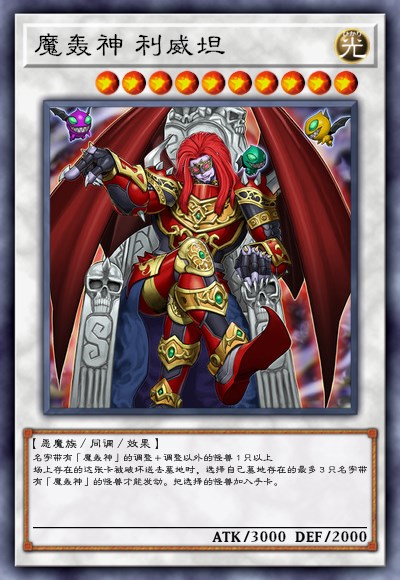 魔轰神 利威坦
ひかり
光
【恶魔族／同调／效果】
名字带有「魔轰神」的调整＋调整以外的怪兽1只以上
场上存在的这张卡被破坏送去墓地时，选择自己墓地存在的最多3只名字带
有「魔轰神」的怪兽才能发动。把选择的怪兽加入手卡。
ATK/3000 DEF/2000